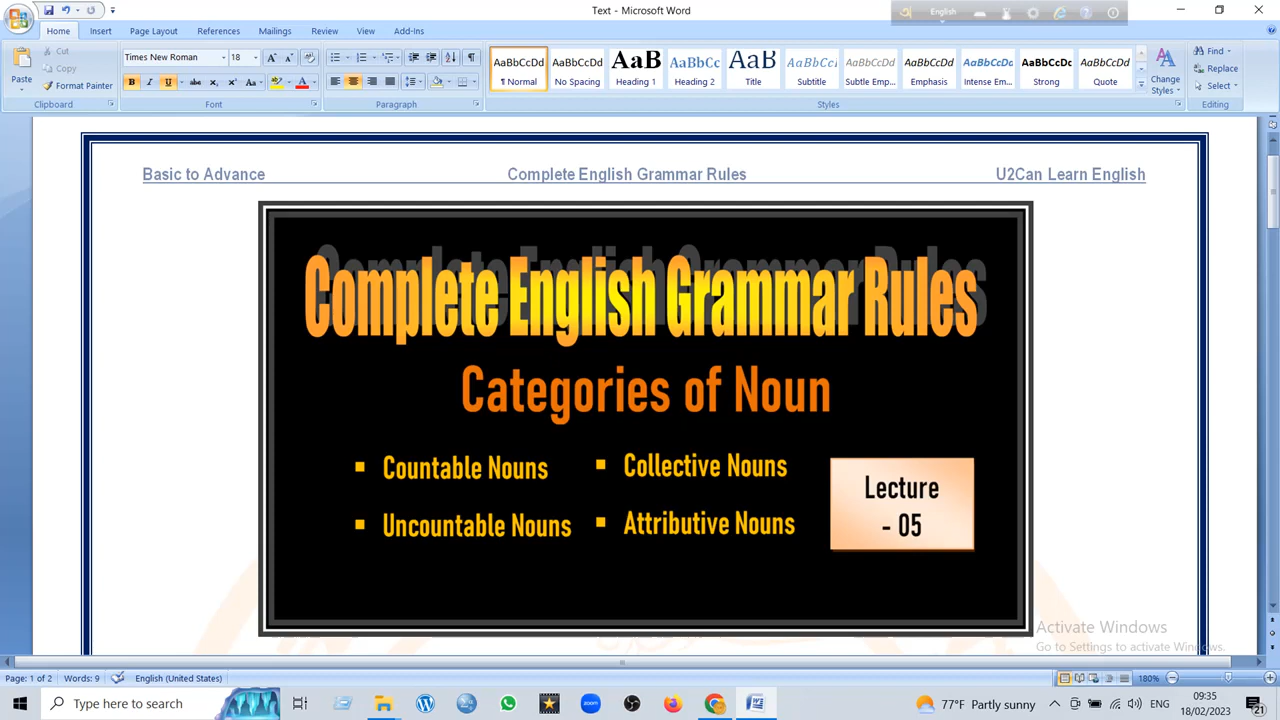 Text - Microsoft Word
English
Home Insert Page Layout References Mailings Review View Add-Ins
Paste
Cut
Copy
Format Painter
Clipboard
Times New Roman 18
Font
Paragraph
AaBbCcDd AaBbCcDd AaB AaBbCc AaB AaBbCcI AaBbCcDd AaBbCcDd AaBbCcDd AaBbCcDc AaBbCcDd
¶ Normal No Spacing Heading 1 Heading 2 Title Subtitle Subtle Emp... Emphasis Intense Em... Strong Quote
Styles
Change Styles
Find
Replace
Select
Editing
Basic to Advance Complete English Grammar Rules U2Can Learn English
Complete English Grammar Rules
Categories of Noun
▪ Countable Nouns ▪ Collective Nouns
▪ Uncountable Nouns ▪ Attributive Nouns
Lecture
- 05
Activate Windows
Go to Settings to activate Windows.
Page: 1 of 2 Words: 9 English (United States) 180%
Type here to search
zoom
77°F Partly sunny
ENG
09:35
18/02/2023
21